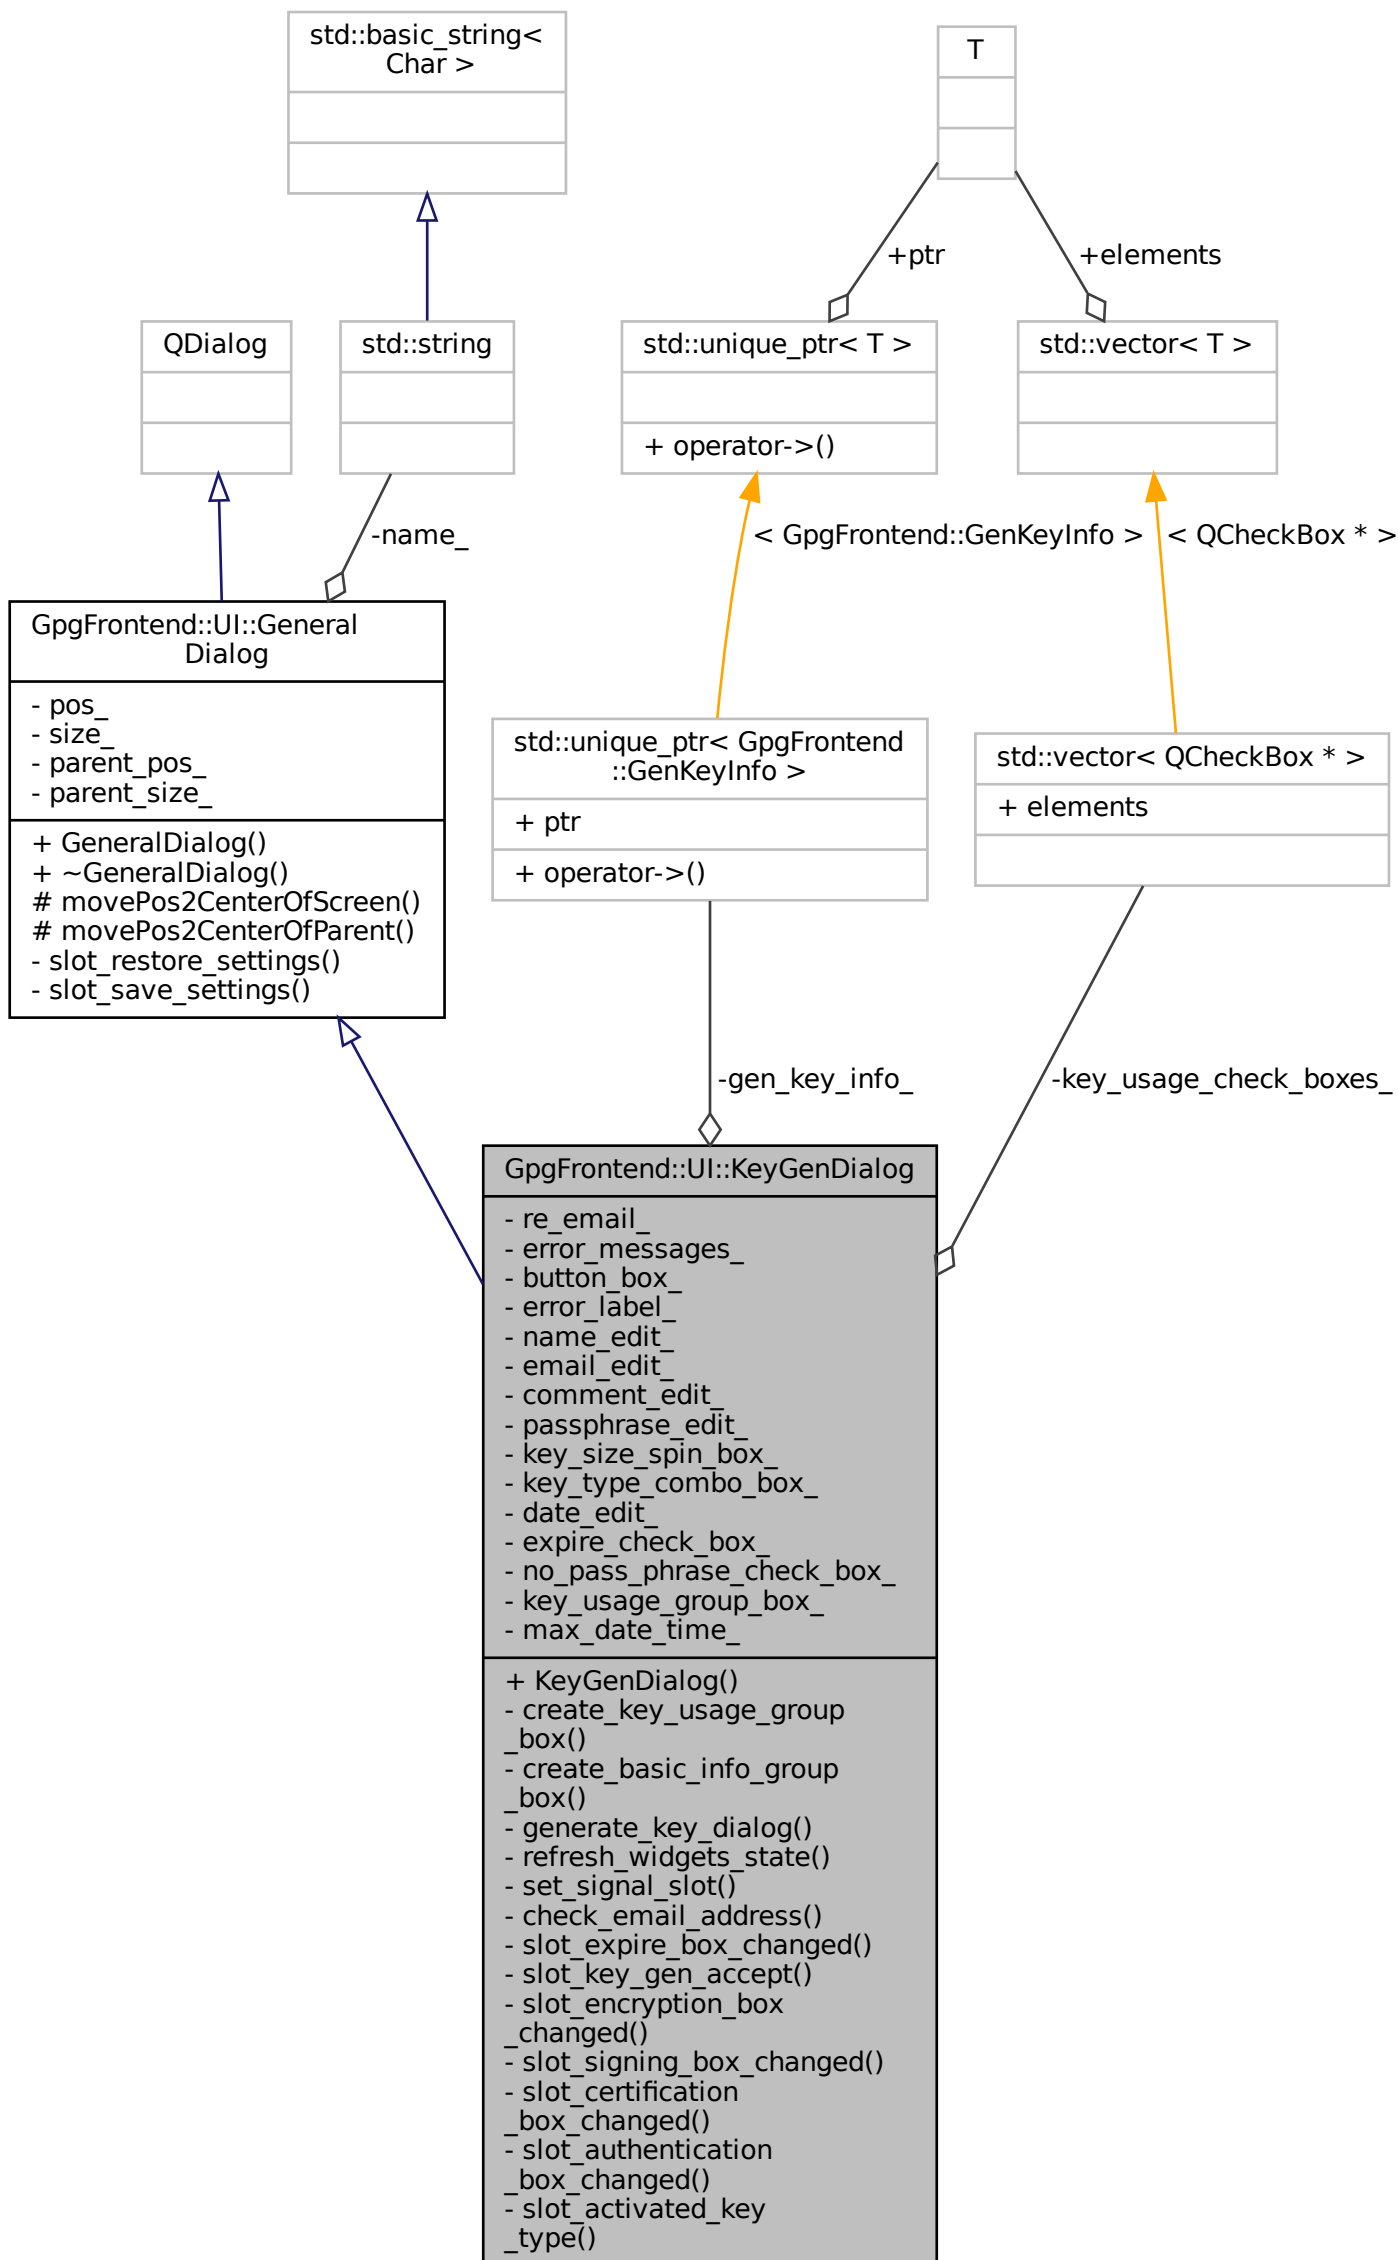 std::basic_string<
Char >
T
+ptr
+elements
QDialog
std::string
std::unique_ptr< T >
+ operator->()
std::vector< T >
-name_
< GpgFrontend::GenKeyInfo >
< QCheckBox * >
GpgFrontend::UI::General
Dialog
- pos_
- size_
- parent_pos_
- parent_size_
+ GeneralDialog()
+ ~GeneralDialog()
# movePos2CenterOfScreen()
# movePos2CenterOfParent()
- slot_restore_settings()
- slot_save_settings()
std::unique_ptr< GpgFrontend
::GenKeyInfo >
+ ptr
+ operator->()
std::vector< QCheckBox * >
+ elements
-gen_key_info_
-key_usage_check_boxes_
GpgFrontend::UI::KeyGenDialog
- re_email_
- error_messages_
- button_box_
- error_label_
- name_edit_
- email_edit_
- comment_edit_
- passphrase_edit_
- key_size_spin_box_
- key_type_combo_box_
- date_edit_
- expire_check_box_
- no_pass_phrase_check_box_
- key_usage_group_box_
- max_date_time_
+ KeyGenDialog()
- create_key_usage_group
_box()
- create_basic_info_group
_box()
- generate_key_dialog()
- refresh_widgets_state()
- set_signal_slot()
- check_email_address()
- slot_expire_box_changed()
- slot_key_gen_accept()
- slot_encryption_box
_changed()
- slot_signing_box_changed()
- slot_certification
_box_changed()
- slot_authentication
_box_changed()
- slot_activated_key
_type()